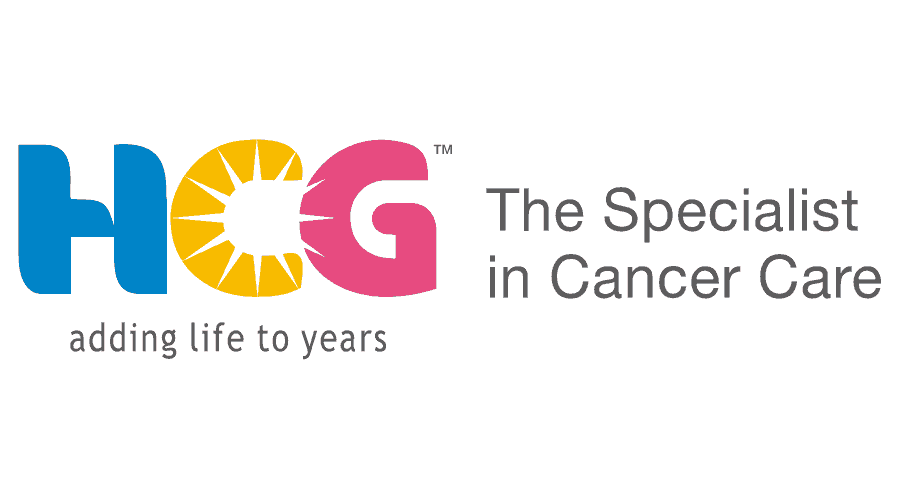 HCG™
adding life to years
The Specialist
in Cancer Care